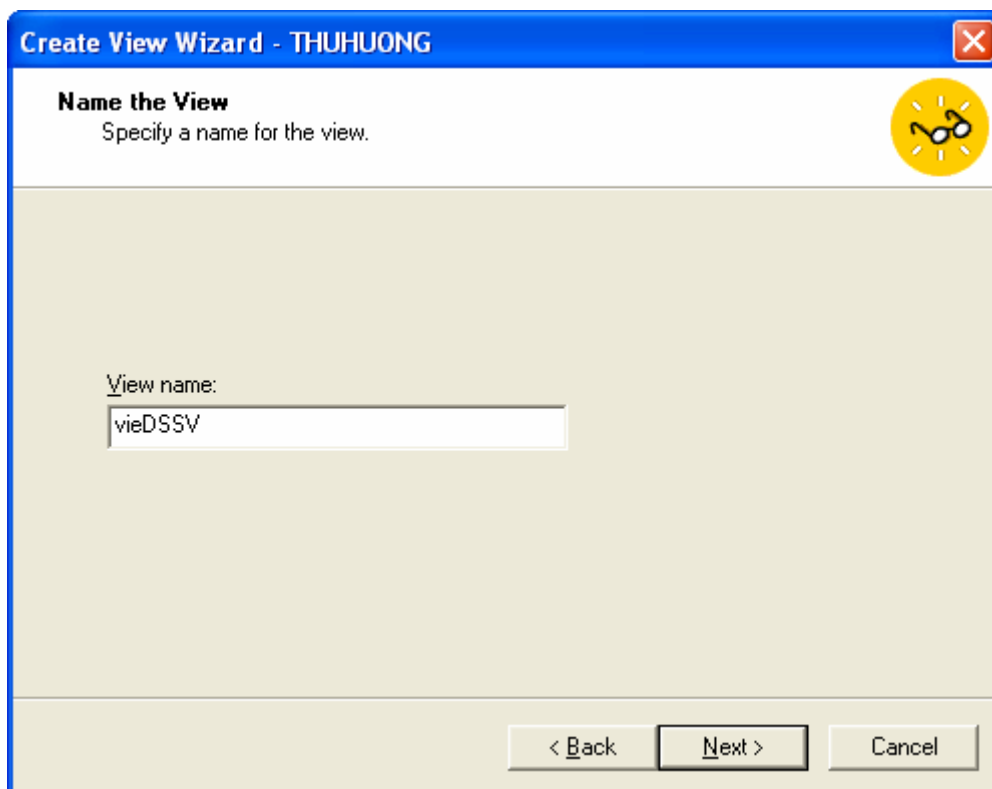 Create View Wizard - THUHUONG
Name the View
Specify a name for the view.
View name:
vieDSSV
< Back Next > Cancel